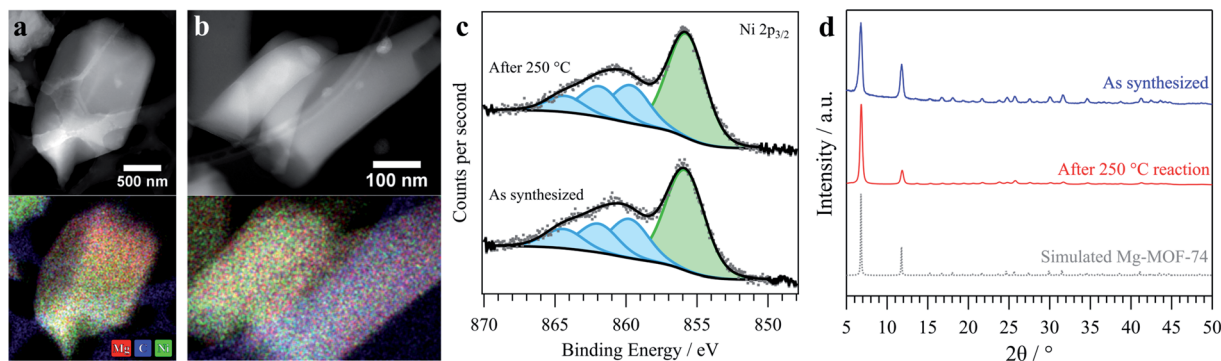 a
500 nm
Mg C Ni
b
100 nm
c
Ni 2p3/2
After 250 °C
As synthesized
Counts per second
870 865 860 855 850
Binding Energy / eV
d
As synthesized
After 250 °C reaction
Simulated Mg-MOF-74
Intensity / a.u.
5 10 15 20 25 30 35 40 45 50
2θ / °